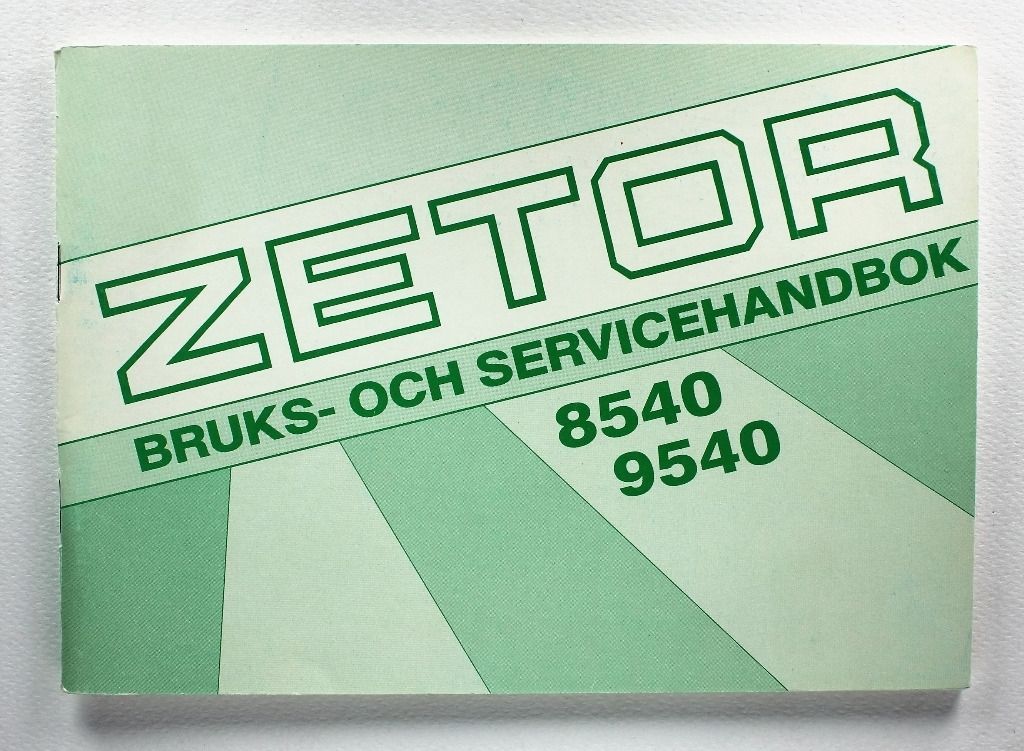 ZETOR
BRUKS- OCH SERVICEHANDBOK
8540
9540